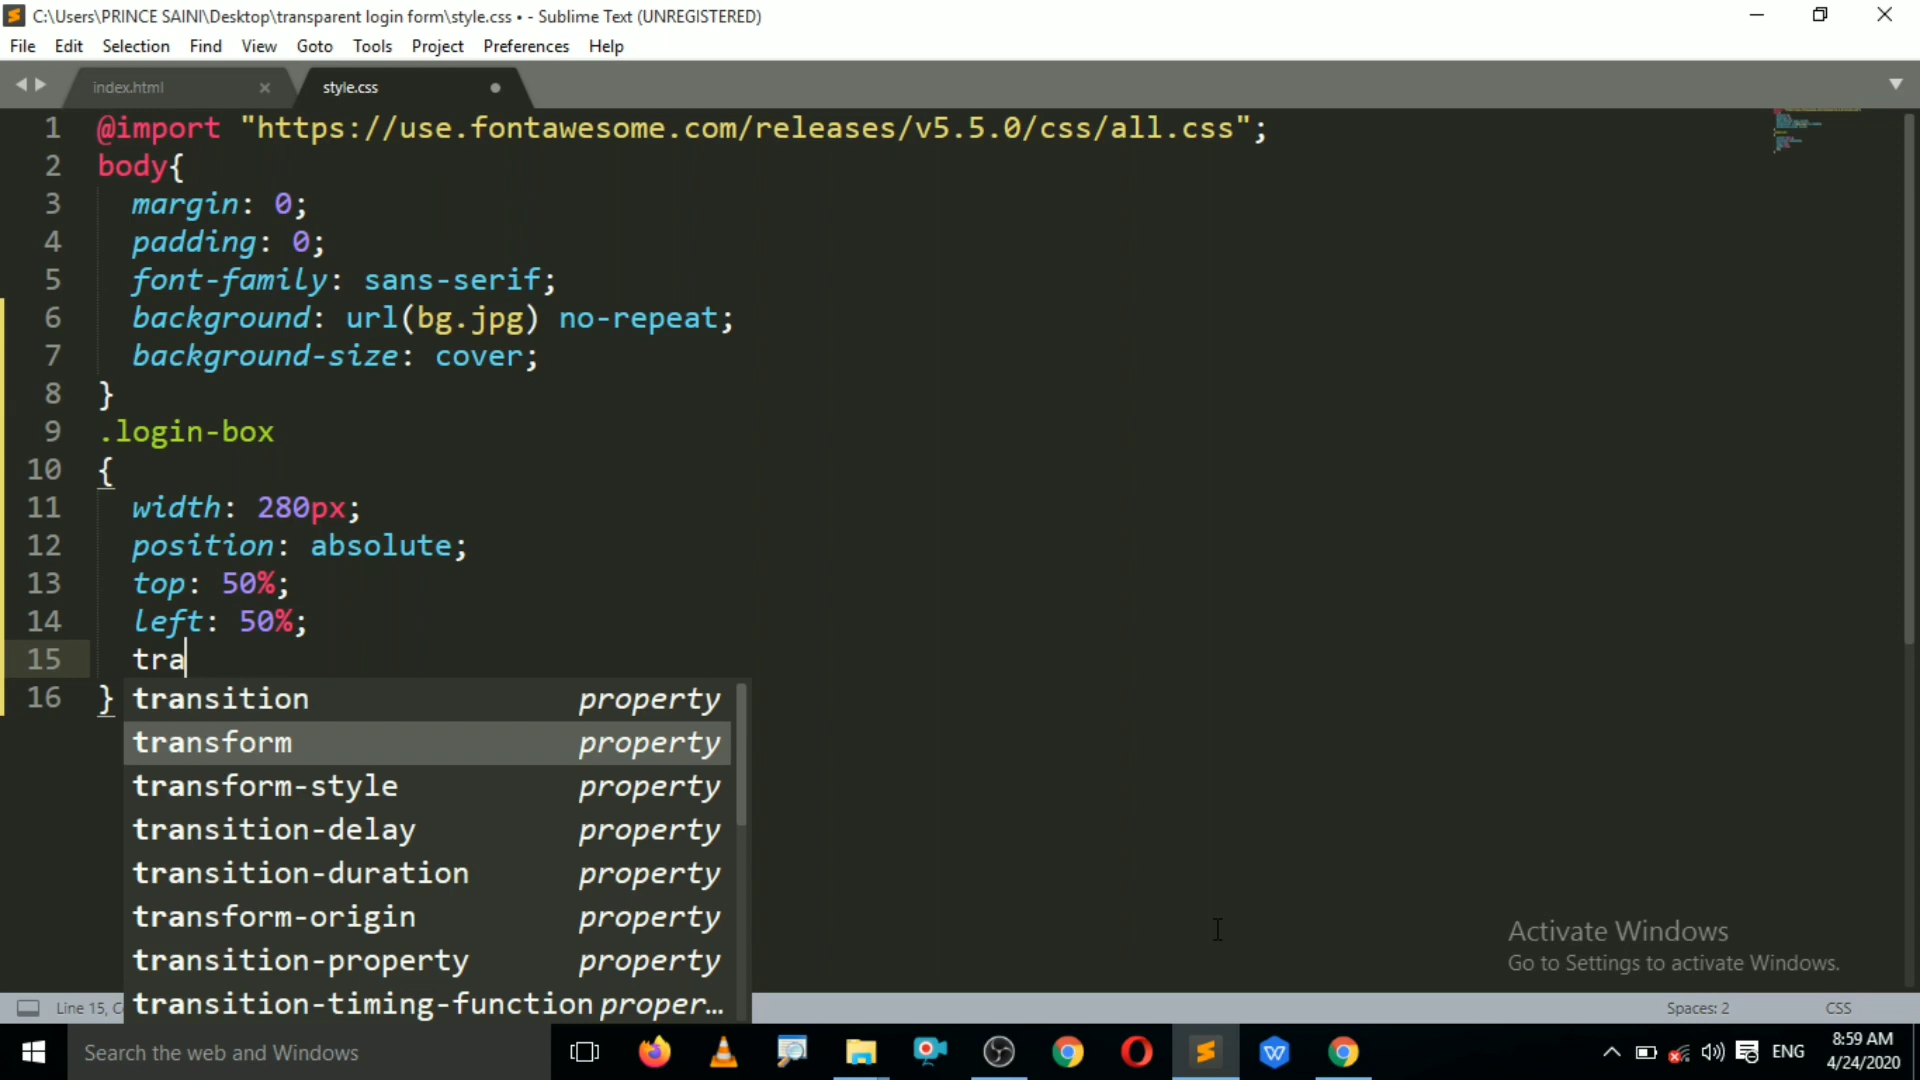 C:\Users\PRINCE SAINI\Desktop\transparent login form\style.css • - Sublime Text (UNREGISTERED)
File Edit Selection Find View Goto Tools Project Preferences Help
index.html × style.css
1 @import "https://use.fontawesome.com/releases/v5.5.0/css/all.css";
2 body{
3 margin: 0;
4 padding: 0;
5 font-family: sans-serif;
6 background: url(bg.jpg) no-repeat;
7 background-size: cover;
8 }
9 .login-box
10 {
11 width: 280px;
12 position: absolute;
13 top: 50%;
14 left: 50%;
15 tra
16 }
transition property
transform property
transform-style property
transition-delay property
transition-duration property
transform-origin property
transition-property property
transition-timing-function proper…
Activate Windows
Go to Settings to activate Windows.
Line 15, C
Spaces: 2
CSS
Search the web and Windows
ENG
8:59 AM
4/24/2020